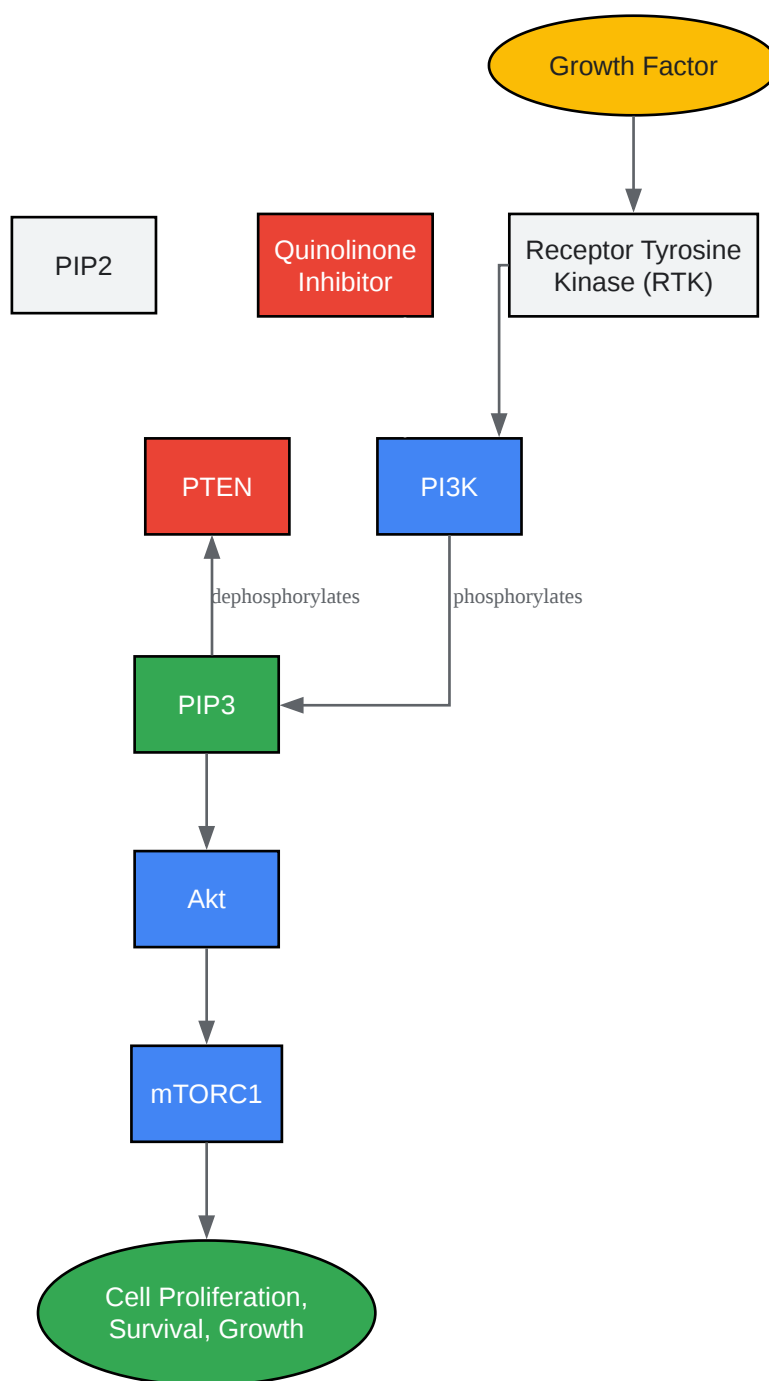 Growth Factor
PIP2
Quinolinone
Inhibitor
Receptor Tyrosine
Kinase (RTK)
PTEN
PI3K
dephosphorylates
phosphorylates
PIP3
Akt
mTORC1
Cell Proliferation,
Survival, Growth